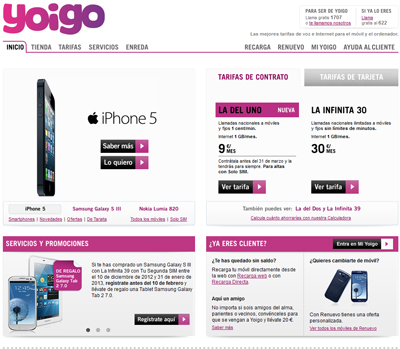 yoigo
PARA SER DE YOIGO
Llama gratis 1707
o te llamamos nosotros
SI YA LO ERES
Llama
gratis al 622
Las mejores tarifas de voz e Internet para el móvil y el ordenador.
INICIO TIENDA TARIFAS SERVICIOS ENREDA
RECARGA RENUEVO MI YOIGO AYUDA AL CLIENTE
iPhone 5
Saber más
Lo quiero
iPhone 5 Samsung Galaxy S III Nokia Lumia 820
Smartphones | Novedades | Ofertas | De Tarjeta
Todos los móviles | Solo SIM
TARIFAS DE CONTRATO
TARIFAS DE TARJETA
LA DEL UNO NUEVA
Llamadas nacionales a móviles
y fijos 1 céntimo.
Internet 1 GB/mes.
9 €/MES
Contrátala antes del 31 de marzo y la
tendrás para siempre. Para altas
con Solo SIM.
Ver tarifa
LA INFINITA 30
Llamadas nacionales ilimitadas a móviles
y fijos sin límites de minutos.
Internet 1 GB/mes.
30 €/MES
Ver tarifa
También puedes ver: La del Dos y La Infinita 39
Calcula cuánto ahorrarías con nuestra Calculadora
SERVICIOS Y PROMOCIONES
DE REGALO
Samsung
Galaxy Tab
2 7.0
Si te has comprado un Samsung Galaxy S III
con La Infinita 39 con Tu Segunda SIM entre
el 10 de diciembre de 2012 y 31 de enero de
2013, regístrate antes del 10 de febrero y
llévate de regalo una Tablet Samsung Galaxy
Tab 2 7.0.
Regístrate aquí
¿YA ERES CLIENTE?
Entra en Mi Yoigo
¿Te has quedado sin saldo?
Recarga tu móvil directamente desde
la web con Recarga web o con
Recarga Directa.
Aquí un amigo
No importa si sois amigos del alma,
parientes o vecinos, convéncelos para
que se vengan a Yoigo y llévate 20 €.
Saber más
¿Quieres cambiarte de móvil?
Con Renuevo tienes una oferta
personalizada.
Ver todos los móviles de Renuevo